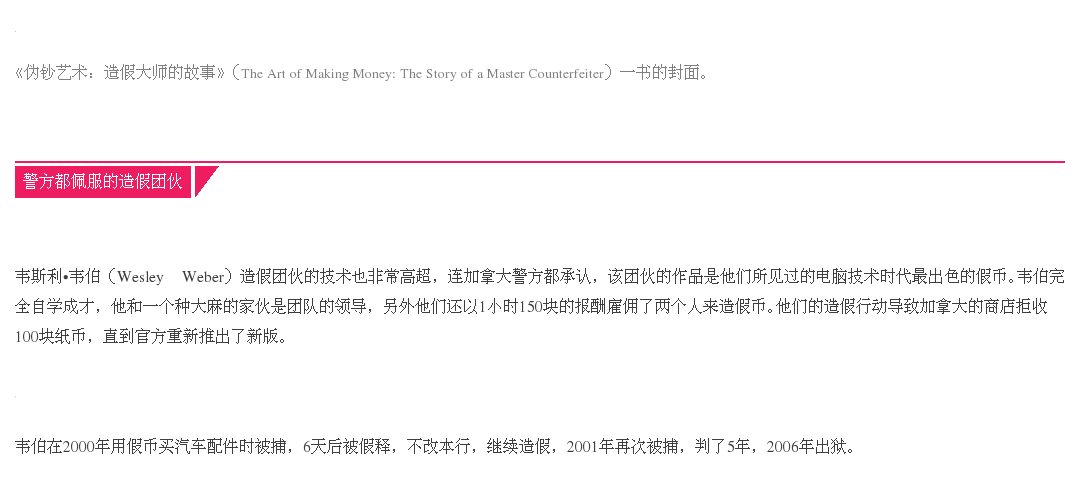 《伪钞艺术：造假大师的故事》（The Art of Making Money: The Story of a Master Counterfeiter）一书的封面。
警方都佩服的造假团伙
韦斯利•韦伯（Wesley Weber）造假团伙的技术也非常高超，连加拿大警方都承认，该团伙的作品是他们所见过的电脑技术时代最出色的假币。韦伯完
全自学成才，他和一个种大麻的家伙是团队的领导，另外他们还以1小时150块的报酬雇佣了两个人来造假币。他们的造假行动导致加拿大的商店拒收
100块纸币，直到官方重新推出了新版。
韦伯在2000年用假币买汽车配件时被捕，6天后被假释，不改本行，继续造假，2001年再次被捕，判了5年，2006年出狱。